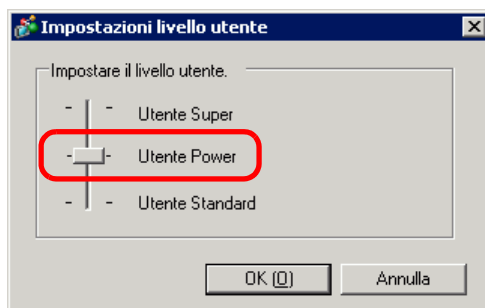 Impostazioni livello utente
Impostare il livello utente.
Utente Super
Utente Power
Utente Standard
OK (O)
Annulla